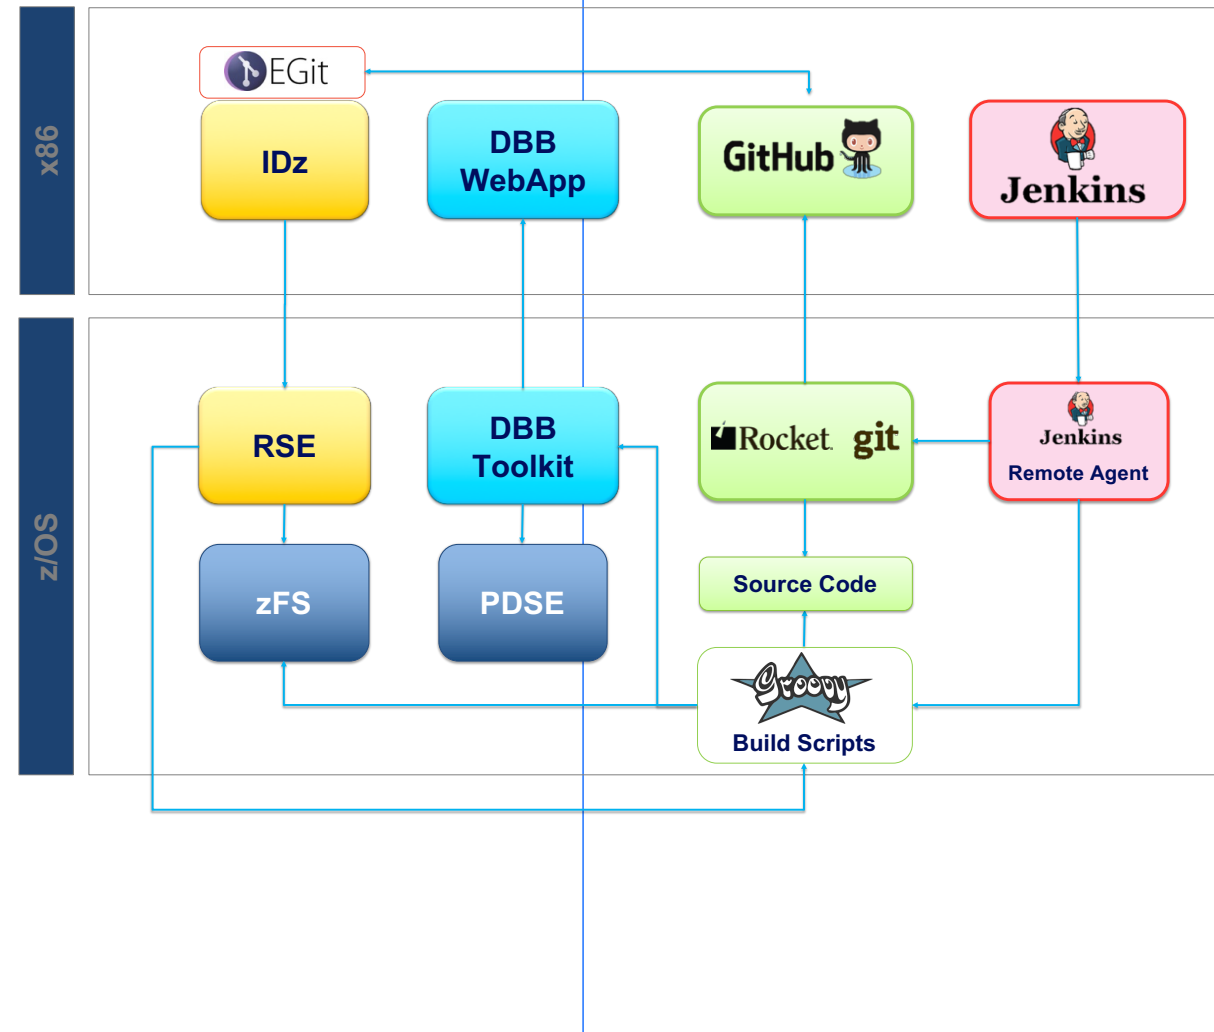 x86
EGit
IDz
DBB
WebApp
GitHub
Jenkins
z/OS
RSE
DBB
Toolkit
Rocket. git
Jenkins
Remote Agent
zFS
PDSE
Source Code
Groovy
Build Scripts